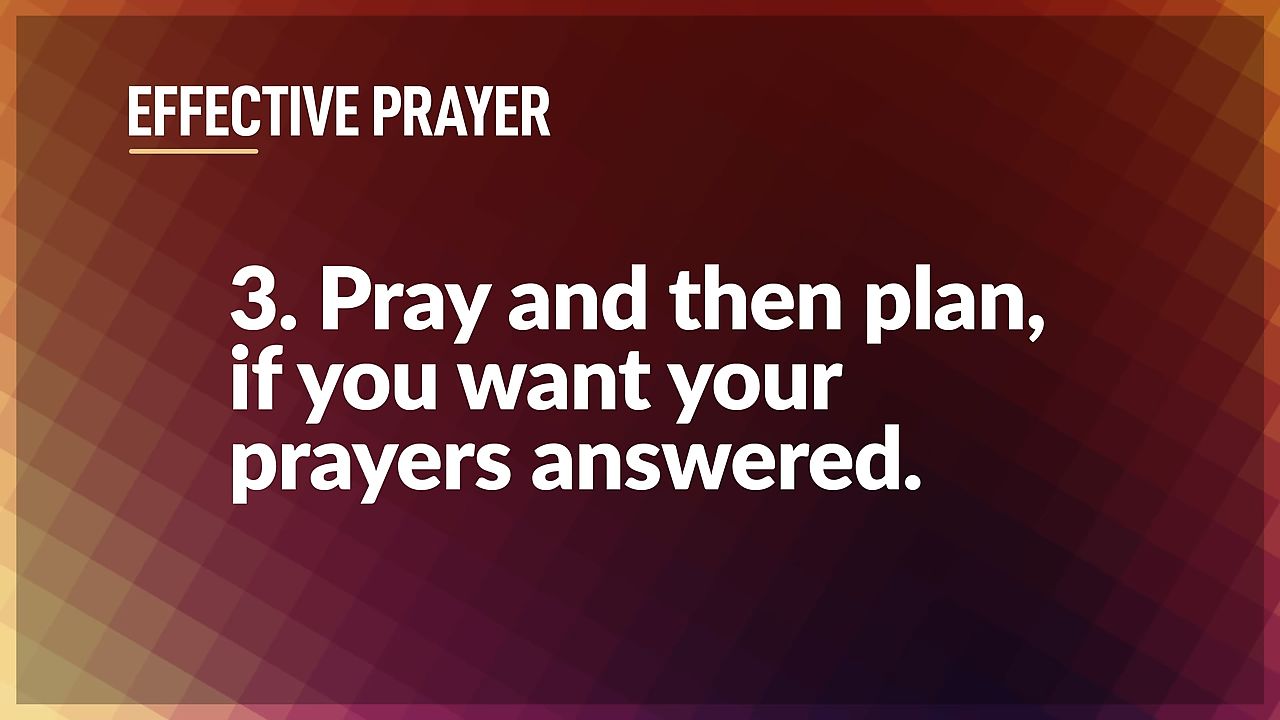 EFFECTIVE PRAYER
3. Pray and then plan,
if you want your
prayers answered.